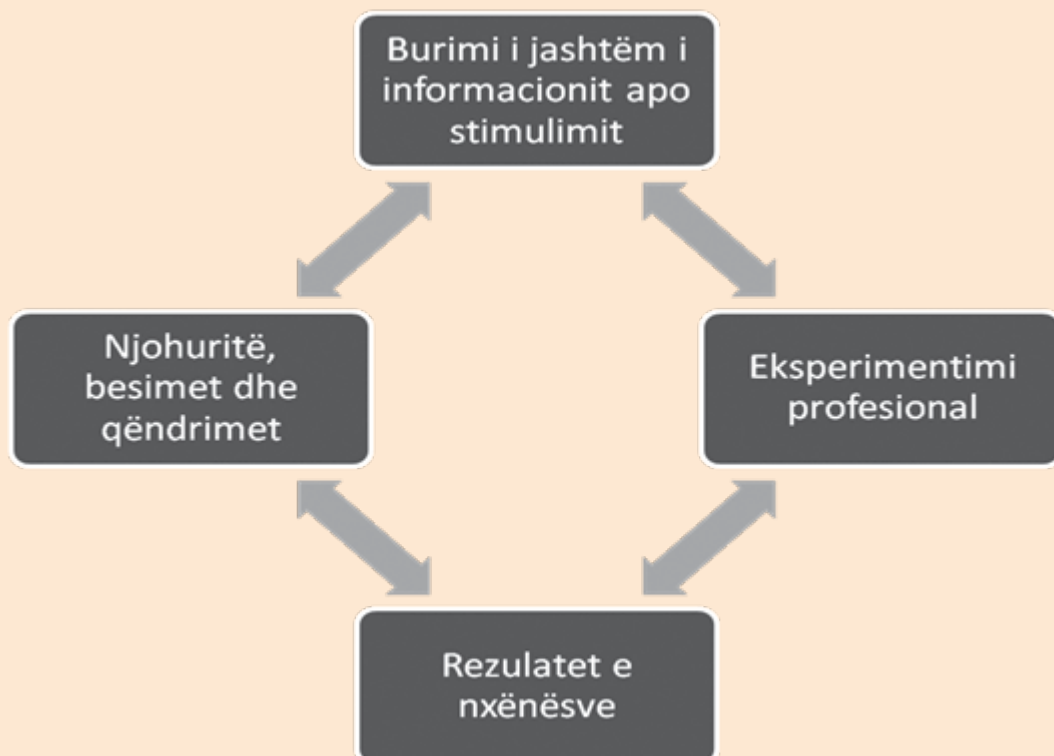 Burimi i jashtëm i
informacionit apo
stimulimit
Njohuritë,
besimet dhe
qëndrimet
Eksperimentimi
profesional
Rezulatet e
nxënësve